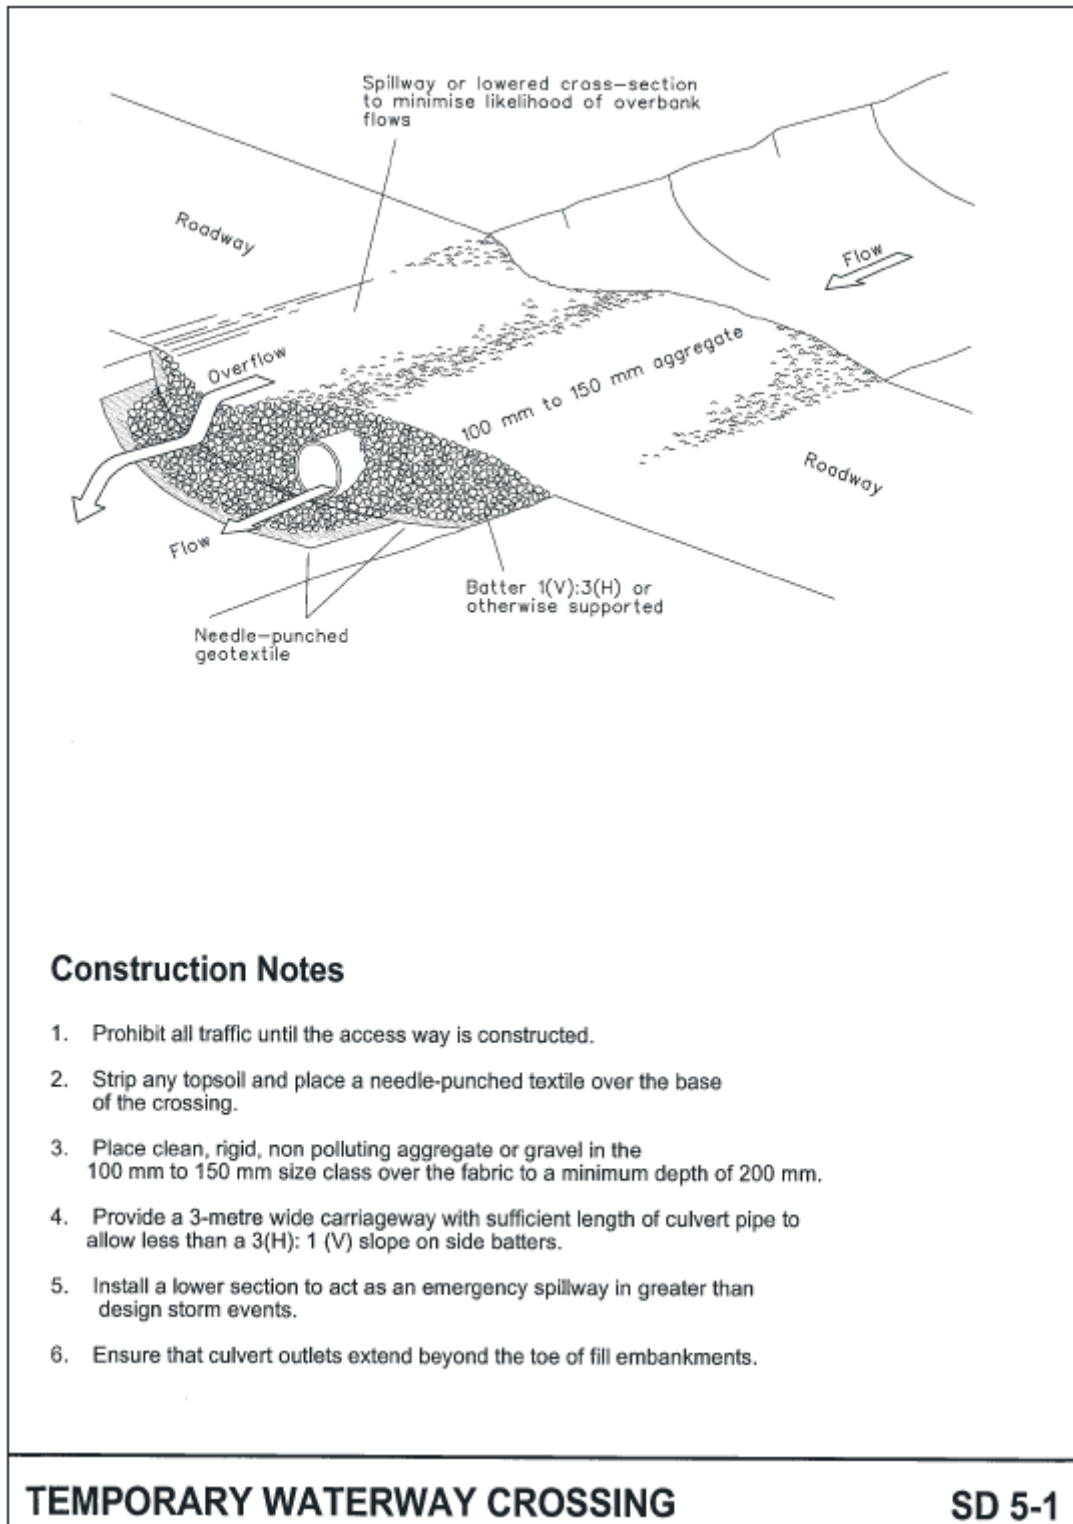 Spillway or lowered cross-section
to minimise likelihood of overbank
flows
Roadway
Flow
Overflow
100 mm to 150 mm aggregate
Roadway
Flow
Batter 1(V):3(H) or
otherwise supported
Needle-punched
geotextile
Construction Notes
1. Prohibit all traffic until the access way is constructed.
2. Strip any topsoil and place a needle-punched textile over the base
of the crossing.
3. Place clean, rigid, non polluting aggregate or gravel in the
100 mm to 150 mm size class over the fabric to a minimum depth of 200 mm.
4. Provide a 3-metre wide carriageway with sufficient length of culvert pipe to
allow less than a 3(H): 1 (V) slope on side batters.
5. Install a lower section to act as an emergency spillway in greater than
design storm events.
6. Ensure that culvert outlets extend beyond the toe of fill embankments.
TEMPORARY WATERWAY CROSSING SD 5-1